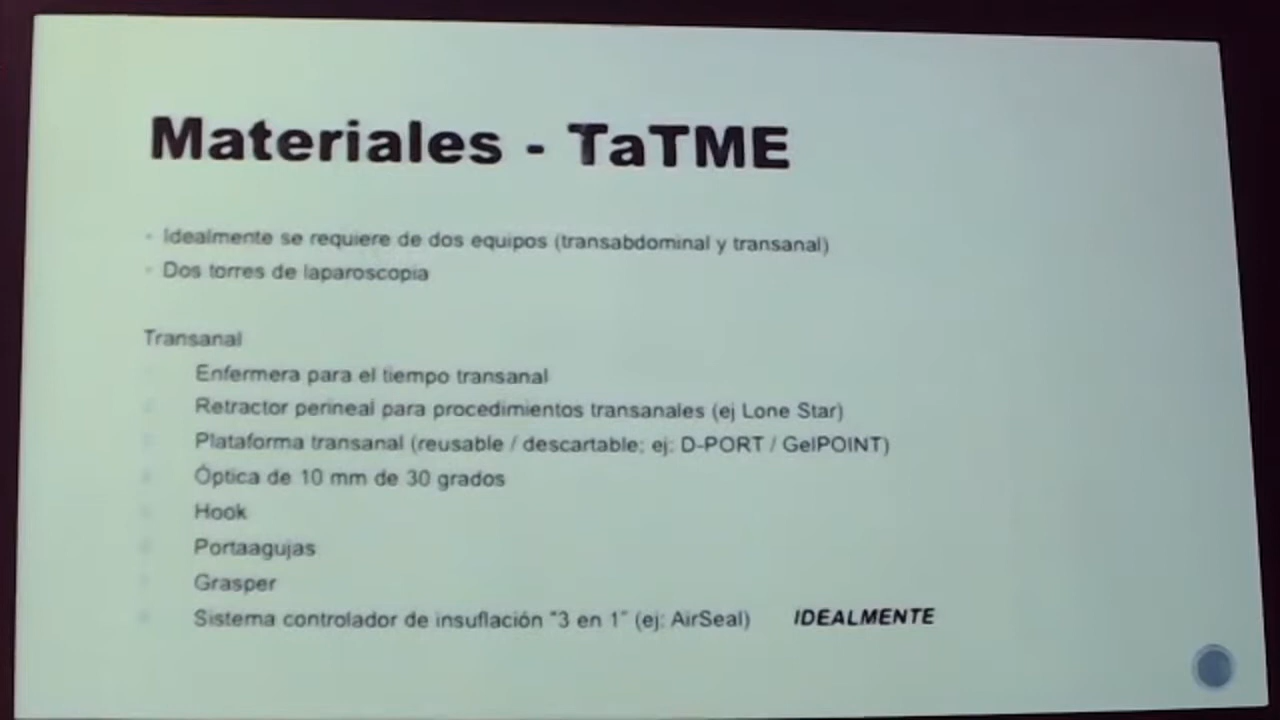 Materiales - TaTME
Idealmente se requiere de dos equipos (transabdominal y transanal)
Dos torres de laparoscopia
Transanal
Enfermera para el tiempo transanal
Retractor perineal para procedimientos transanales (ej Lone Star)
Plataforma transanal (reusable / descartable; ej: D-PORT / GelPOINT)
Óptica de 10 mm de 30 grados
Hook
Portaagujas
Grasper
Sistema controlador de insuflación "3 en 1" (ej: AirSeal) IDEALMENTE